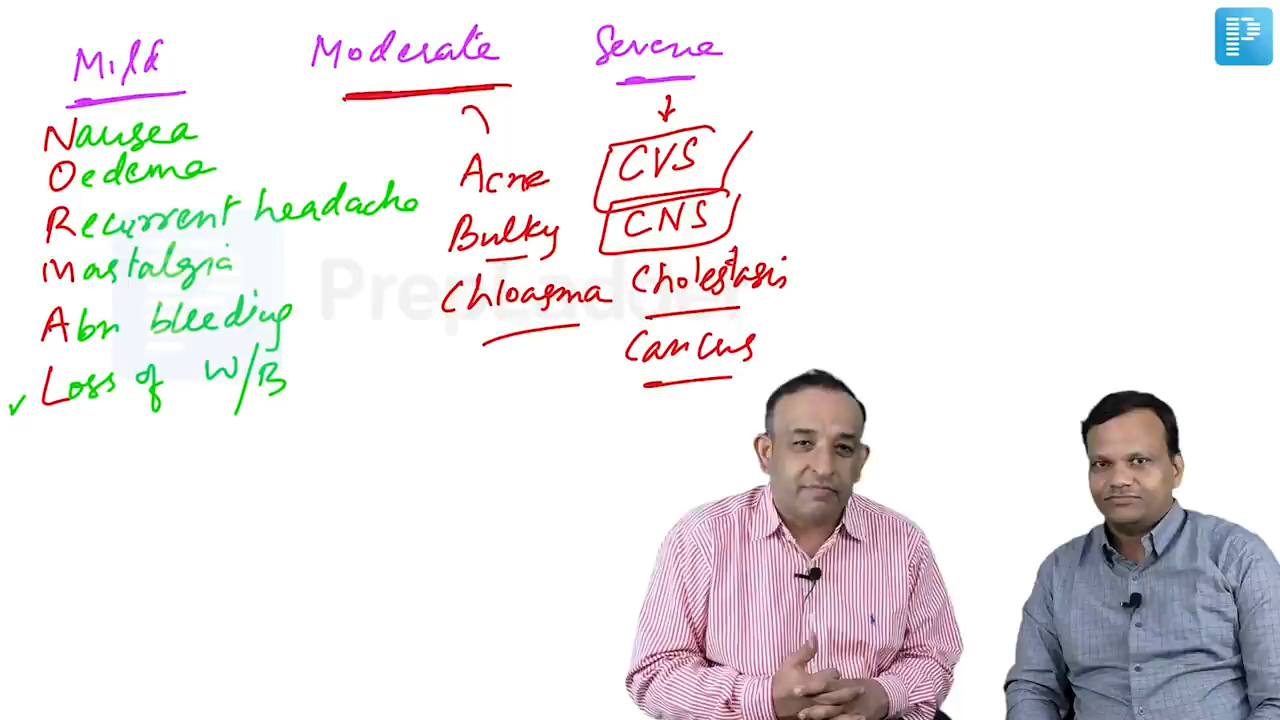 Mild
Moderate
Severe
Nausea
Oedema
Recurrent headache
Mastalgia
Abn bleeding
Loss of W/B
Acne
Bulky
Chloasma
CVS
CNS
Cholestasis
Cancers
PrepLadder